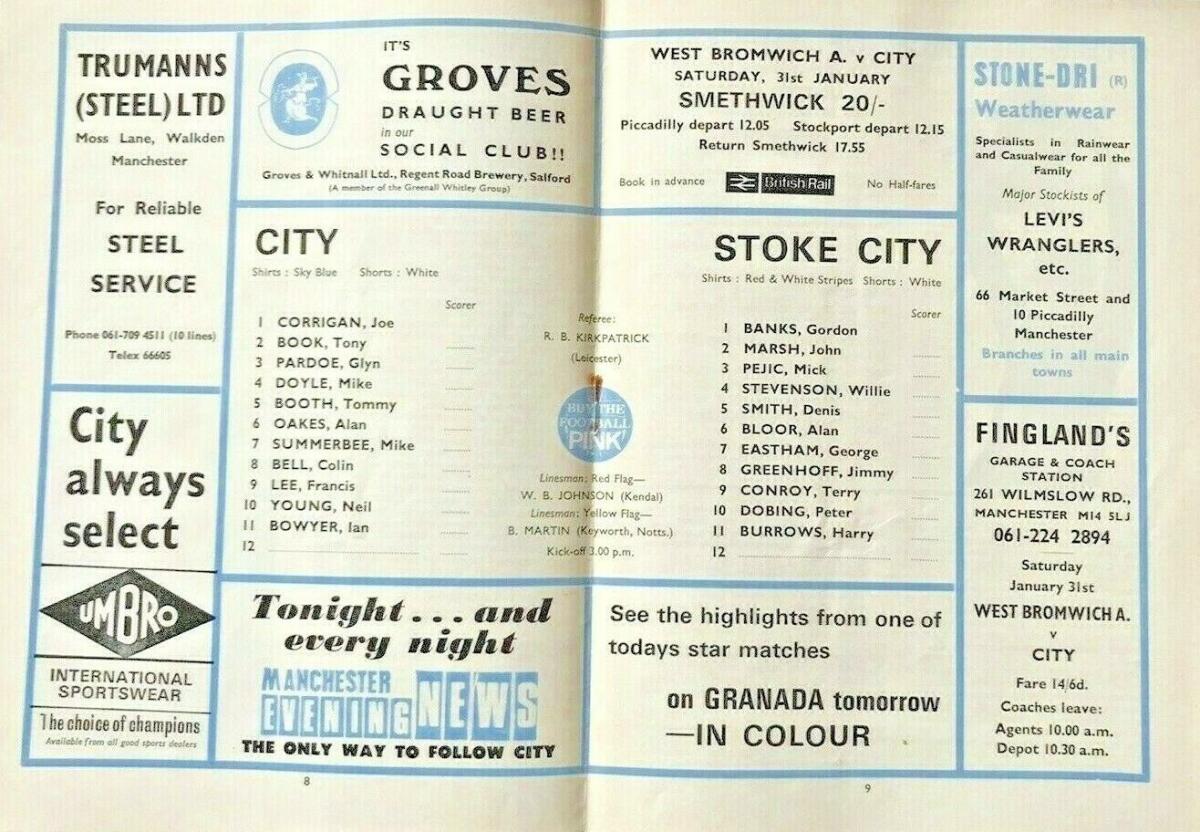 TRUMANNS
(STEEL) LTD
Moss Lane, Walkden
Manchester
For Reliable
STEEL
SERVICE
Phone 061-709 4511 (10 lines)
Telex 66605
City
always
select
UMBRO
INTERNATIONAL
SPORTSWEAR
The choice of champions
Available from all good sports dealers
IT'S
GROVES
DRAUGHT BEER
in our
SOCIAL CLUB!!
Groves & Whitnall Ltd., Regent Road Brewery, Salford
(A member of the Greenall Whitley Group)
WEST BROMWICH A. v CITY
SATURDAY, 31st JANUARY
SMETHWICK 20/-
Piccadilly depart 12.05 Stockport depart 12.15
Return Smethwick 17.55
Book in advance British Rail No Half-fares
CITY
Shirts : Sky Blue Shorts : White
Scorer
1 CORRIGAN, Joe
2 BOOK, Tony
3 PARDOE, Glyn
4 DOYLE, Mike
5 BOOTH, Tommy
6 OAKES, Alan
7 SUMMERBEE, Mike
8 BELL, Colin
9 LEE, Francis
10 YOUNG, Neil
11 BOWYER, Ian
12
Referee:
R. B. KIRKPATRICK
(Leicester)
BUY THE
FOOTBALL
'PINK'
Linesman: Red Flag—
W. B. JOHNSON (Kendal)
Linesman: Yellow Flag—
B. MARTIN (Keyworth, Notts.)
Kick-off 3.00 p.m.
STOKE CITY
Shirts : Red & White Stripes Shorts : White
Scorer
1 BANKS, Gordon
2 MARSH, John
3 PEJIC, Mick
4 STEVENSON, Willie
5 SMITH, Denis
6 BLOOR, Alan
7 EASTHAM, George
8 GREENHOFF, Jimmy
9 CONROY, Terry
10 DOBING, Peter
11 BURROWS, Harry
12
Tonight . . . and
every night
MANCHESTER
EVENING NEWS
THE ONLY WAY TO FOLLOW CITY
See the highlights from one of
todays star matches
on GRANADA tomorrow
—IN COLOUR
STONE-DRI (R)
Weatherwear
Specialists in Rainwear
and Casualwear for all the
Family
Major Stockists of
LEVI'S
WRANGLERS,
etc.
66 Market Street and
10 Piccadilly
Manchester
Branches in all main
towns
FINGLAND'S
GARAGE & COACH
STATION
261 WILMSLOW RD.,
MANCHESTER M14 5LJ
061-224 2894
Saturday
January 31st
WEST BROMWICH A.
v
CITY
Fare 14/6d.
Coaches leave:
Agents 10.00 a.m.
Depot 10.30 a.m.
8
9